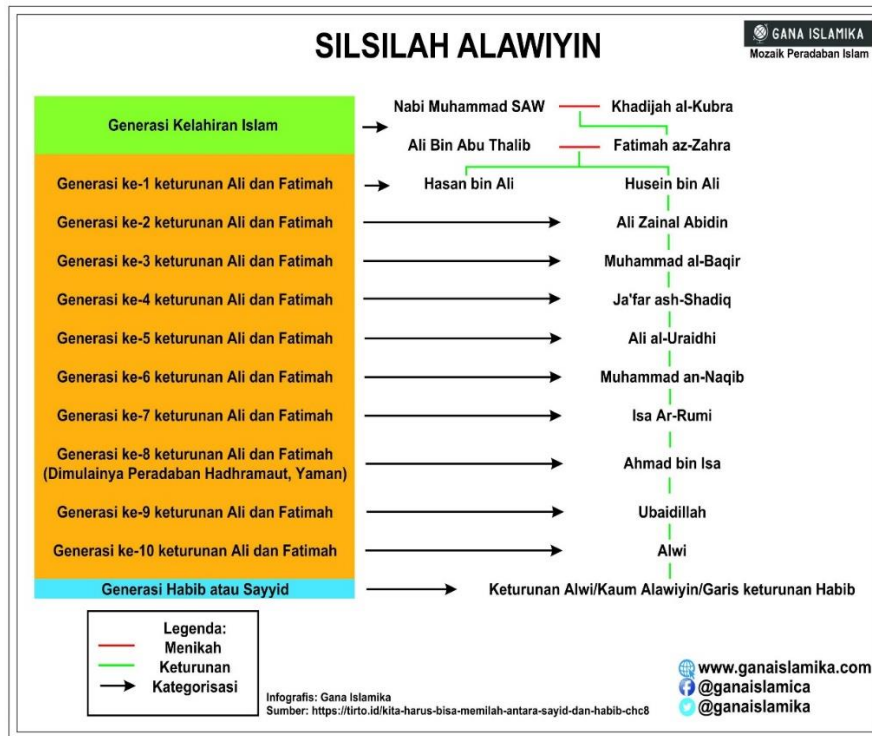 SILSILAH ALAWIYIN
GANA ISLAMIKA
Mozaik Peradaban Islam
Generasi Kelahiran Islam
Nabi Muhammad SAW
Khadijah al-Kubra
Ali Bin Abu Thalib
Fatimah az-Zahra
Generasi ke-1 keturunan Ali dan Fatimah
Hasan bin Ali
Husein bin Ali
Generasi ke-2 keturunan Ali dan Fatimah
Ali Zainal Abidin
Generasi ke-3 keturunan Ali dan Fatimah
Muhammad al-Baqir
Generasi ke-4 keturunan Ali dan Fatimah
Ja'far ash-Shadiq
Generasi ke-5 keturunan Ali dan Fatimah
Ali al-Uraidhi
Generasi ke-6 keturunan Ali dan Fatimah
Muhammad an-Naqib
Generasi ke-7 keturunan Ali dan Fatimah
Isa Ar-Rumi
Generasi ke-8 keturunan Ali dan Fatimah
(Dimulainya Peradaban Hadhramaut, Yaman)
Ahmad bin Isa
Generasi ke-9 keturunan Ali dan Fatimah
Ubaidillah
Generasi ke-10 keturunan Ali dan Fatimah
Alwi
Generasi Habib atau Sayyid
Keturunan Alwi/Kaum Alawiyin/Garis keturunan Habib
Legenda:
Menikah
Keturunan
Kategorisasi
Infografis: Gana Islamika
Sumber: https://tirto.id/kita-harus-bisa-memilah-antara-sayid-dan-habib-chc8
www.ganaislamika.com
@ganaislamica
@ganaislamika